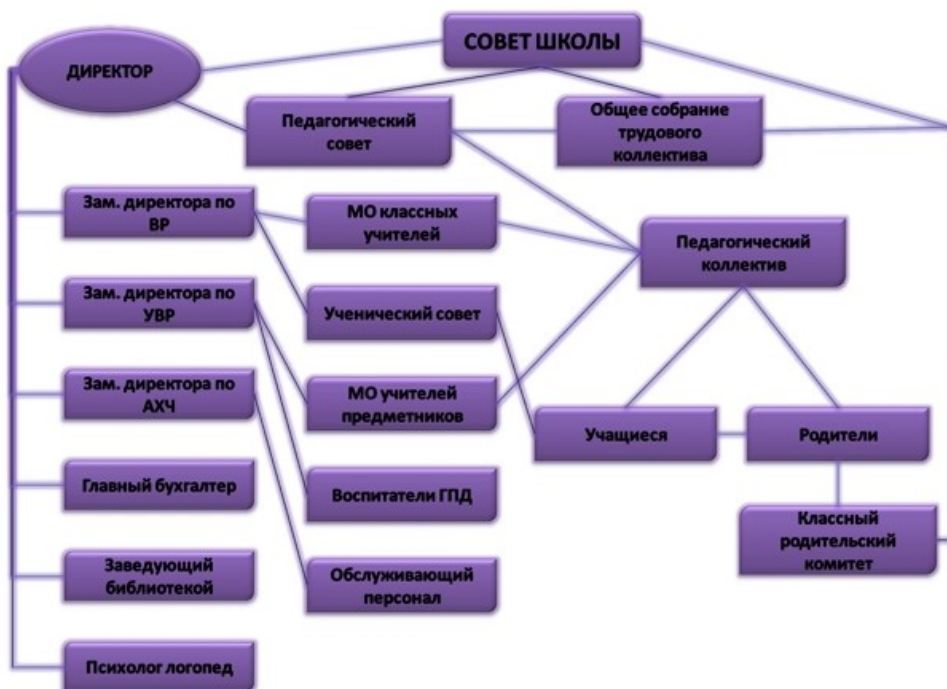 СОВЕТ ШКОЛЫ
ДИРЕКТОР
Педагогический
совет
Общее собрание
трудового
коллектива
Зам. директора по
ВР
МО классных
учителей
Педагогический
коллектив
Зам. директора по
УВР
Ученический совет
Зам. директора по
АХЧ
МО учителей
предметников
Учащиеся
Родители
Главный бухгалтер
Воспитатели ГПД
Классный
родительский
комитет
Заведующий
библиотекой
Обслуживающий
персонал
Психолог логопед